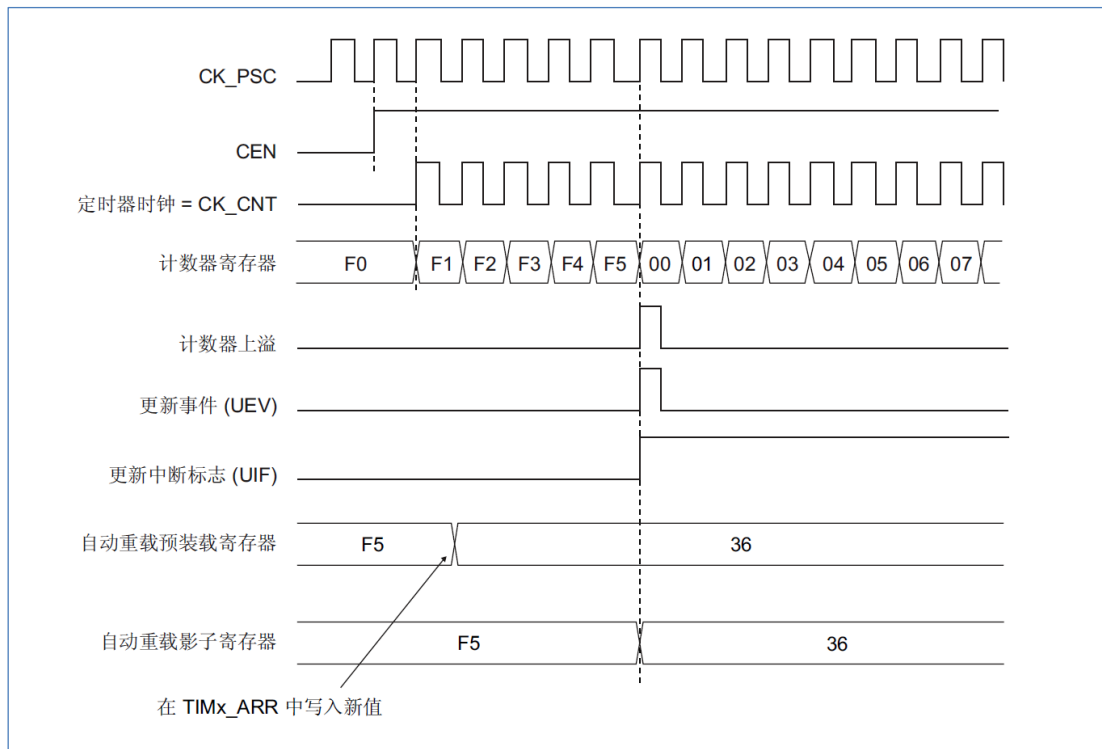 CK_PSC
CEN
定时器时钟 = CK_CNT
计数器寄存器 F0 F1 F2 F3 F4 F5 00 01 02 03 04 05 06 07
计数器上溢
更新事件 (UEV)
更新中断标志 (UIF)
自动重载预装载寄存器 F5 36
自动重载影子寄存器 F5 36
在 TIMx_ARR 中写入新值